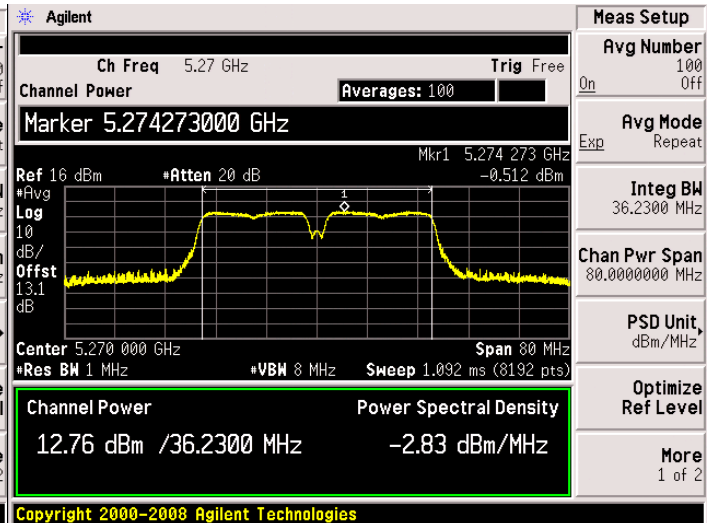 Agilent
Meas Setup
Ch Freq 5.27 GHz Trig Free
Channel Power Averages: 100
Marker 5.274273000 GHz
Mkr1 5.274 273 GHz
Ref 16 dBm #Atten 20 dB -0.512 dBm
#Avg
Log
10
dB/
Offst
13.1
dB
1
Center 5.270 000 GHz Span 80 MHz
#Res BW 1 MHz #VBW 8 MHz Sweep 1.092 ms (8192 pts)
Channel Power Power Spectral Density
12.76 dBm /36.2300 MHz -2.83 dBm/MHz
Copyright 2000-2008 Agilent Technologies
Avg Number
100
On Off
Avg Mode
Exp Repeat
Integ BW
36.2300 MHz
Chan Pwr Span
80.0000000 MHz
PSD Unit
dBm/MHz
Optimize
Ref Level
More
1 of 2